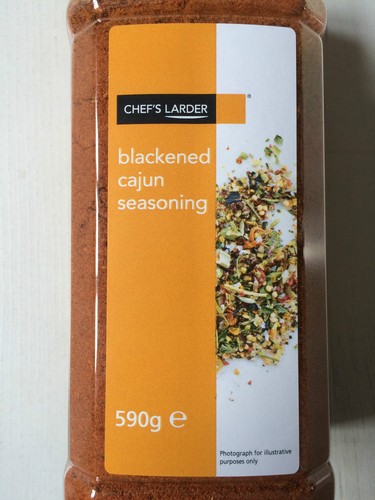 CHEF'S LARDER
®
blackened
cajun
seasoning
590g ℮
Photograph for illustrative
purposes only